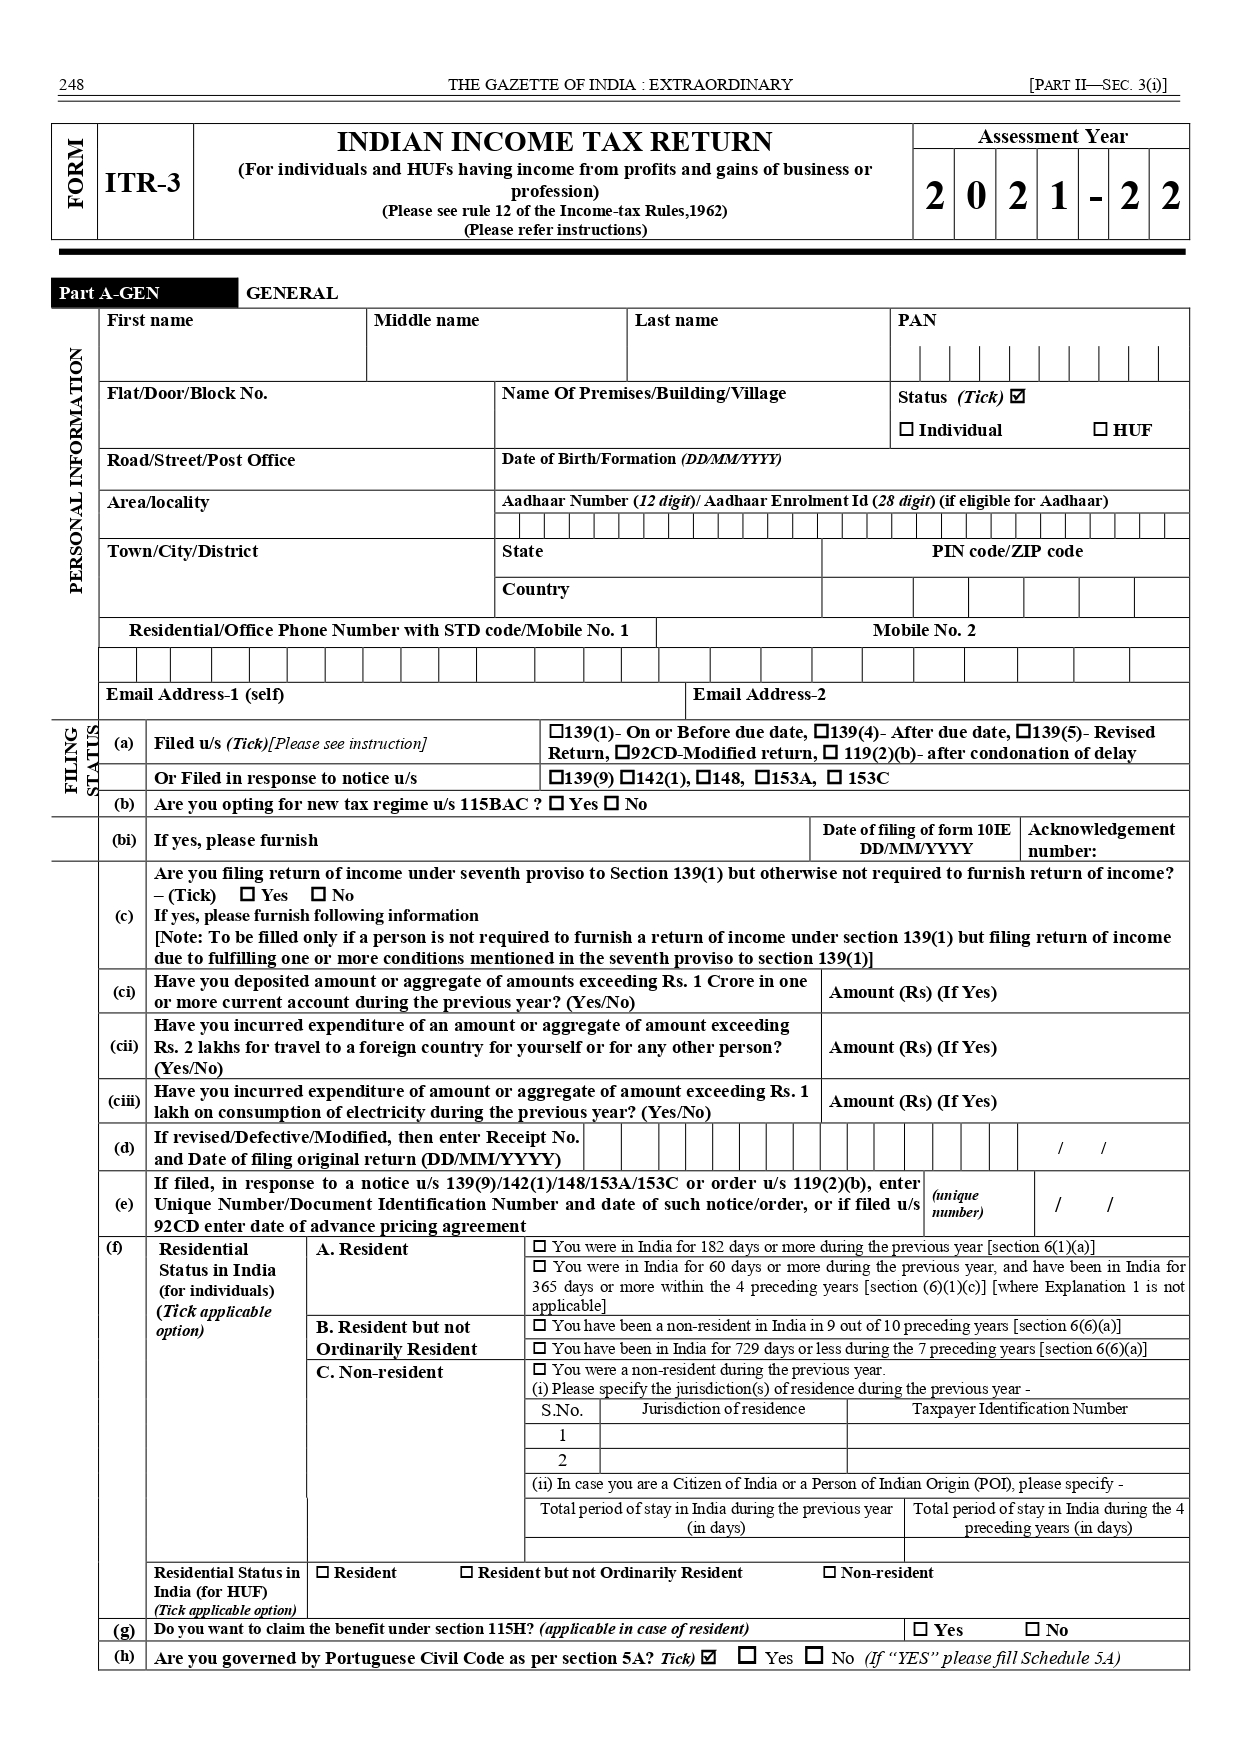 248
THE GAZETTE OF INDIA : EXTRAORDINARY
[PART II—SEC. 3(i)]
FORM
ITR-3
INDIAN INCOME TAX RETURN
(For individuals and HUFs having income from profits and gains of business or
profession)
(Please see rule 12 of the Income-tax Rules,1962)
(Please refer instructions)
Assessment Year
2 0 2 1 - 2 2
Part A-GEN
GENERAL
PERSONAL INFORMATION
First name
Middle name
Last name
PAN
Flat/Door/Block No.
Name Of Premises/Building/Village
Status (Tick) ☑
☐ Individual ☐ HUF
Road/Street/Post Office
Date of Birth/Formation (DD/MM/YYYY)
Area/locality
Aadhaar Number (12 digit)/ Aadhaar Enrolment Id (28 digit) (if eligible for Aadhaar)
Town/City/District
State
PIN code/ZIP code
Country
Residential/Office Phone Number with STD code/Mobile No. 1
Mobile No. 2
Email Address-1 (self)
Email Address-2
FILING
STATUS
(a)
Filed u/s (Tick)[Please see instruction]
☐139(1)- On or Before due date, ☐139(4)- After due date, ☐139(5)- Revised
Return, ☐92CD-Modified return, ☐ 119(2)(b)- after condonation of delay
Or Filed in response to notice u/s
☐139(9) ☐142(1), ☐148, ☐153A, ☐ 153C
(b)
Are you opting for new tax regime u/s 115BAC ? ☐ Yes ☐ No
(bi)
If yes, please furnish
Date of filing of form 10IE
DD/MM/YYYY
Acknowledgement
number:
(c)
Are you filing return of income under seventh proviso to Section 139(1) but otherwise not required to furnish return of income?
– (Tick) ☐ Yes ☐ No
If yes, please furnish following information
[Note: To be filled only if a person is not required to furnish a return of income under section 139(1) but filing return of income
due to fulfilling one or more conditions mentioned in the seventh proviso to section 139(1)]
(ci)
Have you deposited amount or aggregate of amounts exceeding Rs. 1 Crore in one
or more current account during the previous year? (Yes/No)
Amount (Rs) (If Yes)
(cii)
Have you incurred expenditure of an amount or aggregate of amount exceeding
Rs. 2 lakhs for travel to a foreign country for yourself or for any other person?
(Yes/No)
Amount (Rs) (If Yes)
(ciii)
Have you incurred expenditure of amount or aggregate of amount exceeding Rs. 1
lakh on consumption of electricity during the previous year? (Yes/No)
Amount (Rs) (If Yes)
(d)
If revised/Defective/Modified, then enter Receipt No.
and Date of filing original return (DD/MM/YYYY)
/ /
(e)
If filed, in response to a notice u/s 139(9)/142(1)/148/153A/153C or order u/s 119(2)(b), enter
Unique Number/Document Identification Number and date of such notice/order, or if filed u/s
92CD enter date of advance pricing agreement
(unique
number)
/ /
(f)
Residential
Status in India
(for individuals)
(Tick applicable
option)
A. Resident
☐ You were in India for 182 days or more during the previous year [section 6(1)(a)]
☐ You were in India for 60 days or more during the previous year, and have been in India for
365 days or more within the 4 preceding years [section (6)(1)(c)] [where Explanation 1 is not
applicable]
B. Resident but not
Ordinarily Resident
☐ You have been a non-resident in India in 9 out of 10 preceding years [section 6(6)(a)]
☐ You have been in India for 729 days or less during the 7 preceding years [section 6(6)(a)]
C. Non-resident
☐ You were a non-resident during the previous year.
(i) Please specify the jurisdiction(s) of residence during the previous year -
S.No.
Jurisdiction of residence
Taxpayer Identification Number
1
2
(ii) In case you are a Citizen of India or a Person of Indian Origin (POI), please specify -
Total period of stay in India during the previous year
(in days)
Total period of stay in India during the 4
preceding years (in days)
Residential Status in
India (for HUF)
(Tick applicable option)
☐ Resident ☐ Resident but not Ordinarily Resident ☐ Non-resident
(g)
Do you want to claim the benefit under section 115H? (applicable in case of resident)
☐ Yes ☐ No
(h)
Are you governed by Portuguese Civil Code as per section 5A? Tick) ☑ ☐ Yes ☐ No (If “YES” please fill Schedule 5A)